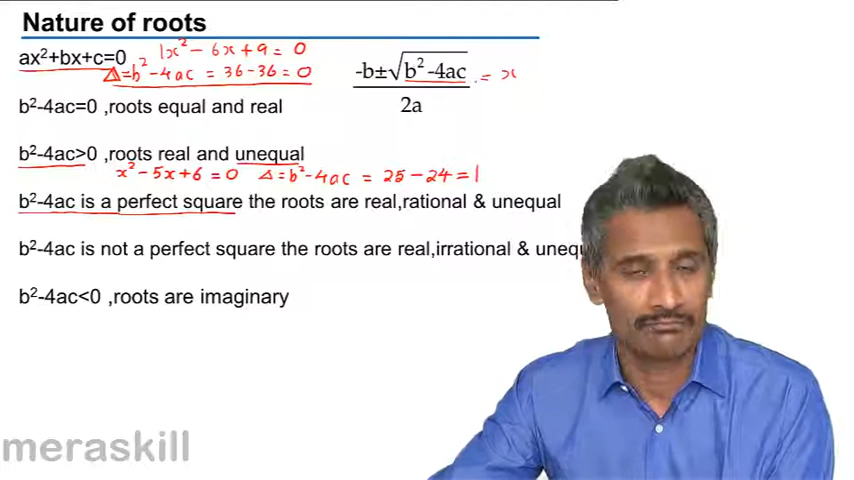 Nature of roots
ax²+bx+c=0 1x² - 6x + 9 = 0
Δ=b² - 4ac = 36 - 36 = 0
-b±√b² -4ac = x
2a
b²-4ac=0 ,roots equal and real
b²-4ac>0 ,roots real and unequal
x² - 5x + 6 = 0 Δ = b² - 4ac = 25 - 24 = 1
b²-4ac is a perfect square the roots are real,rational & unequal
b²-4ac is not a perfect square the roots are real,irrational & unequ
b²-4ac<0 ,roots are imaginary
meraskill